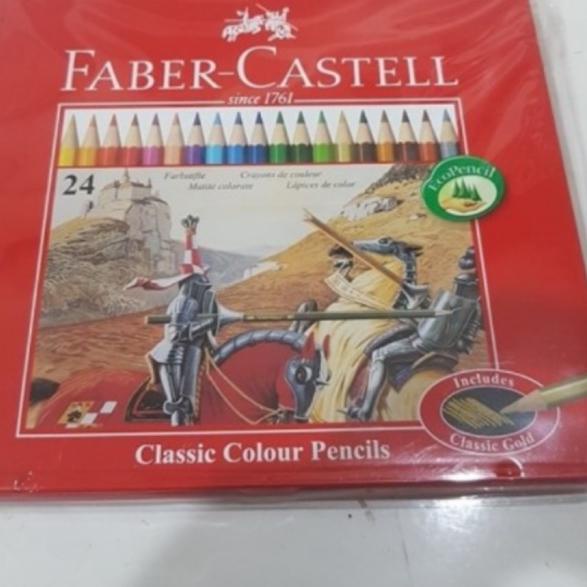 FABER-CASTELL
since 1761
24
Farbstifte Crayons de couleur
Matite colorate Lápices de color
EcoPencil
Includes
Classic Gold
Classic Colour Pencils